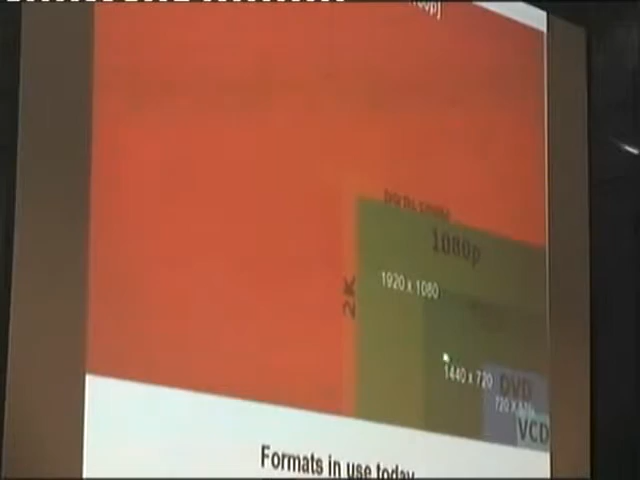 1080p
1920 x 1080
2K
1440 x 720
DVD
VCD
Formats in use today